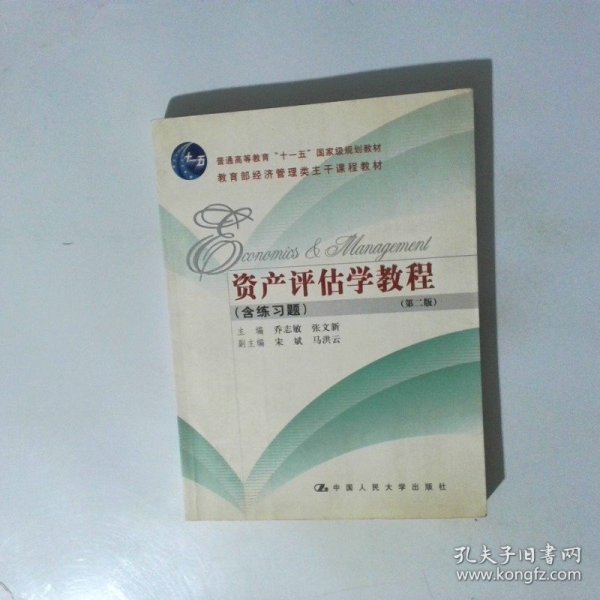 十一五
普通高等教育“十一五”国家级规划教材
教育部经济管理类主干课程教材
Economics & Management
资产评估学教程
(含练习题)
(第二版)
主 编 乔志敏 张文新
副主编 宋 斌 马洪云
中国人民大学出版社
孔夫子旧书网
www.kongfz.com